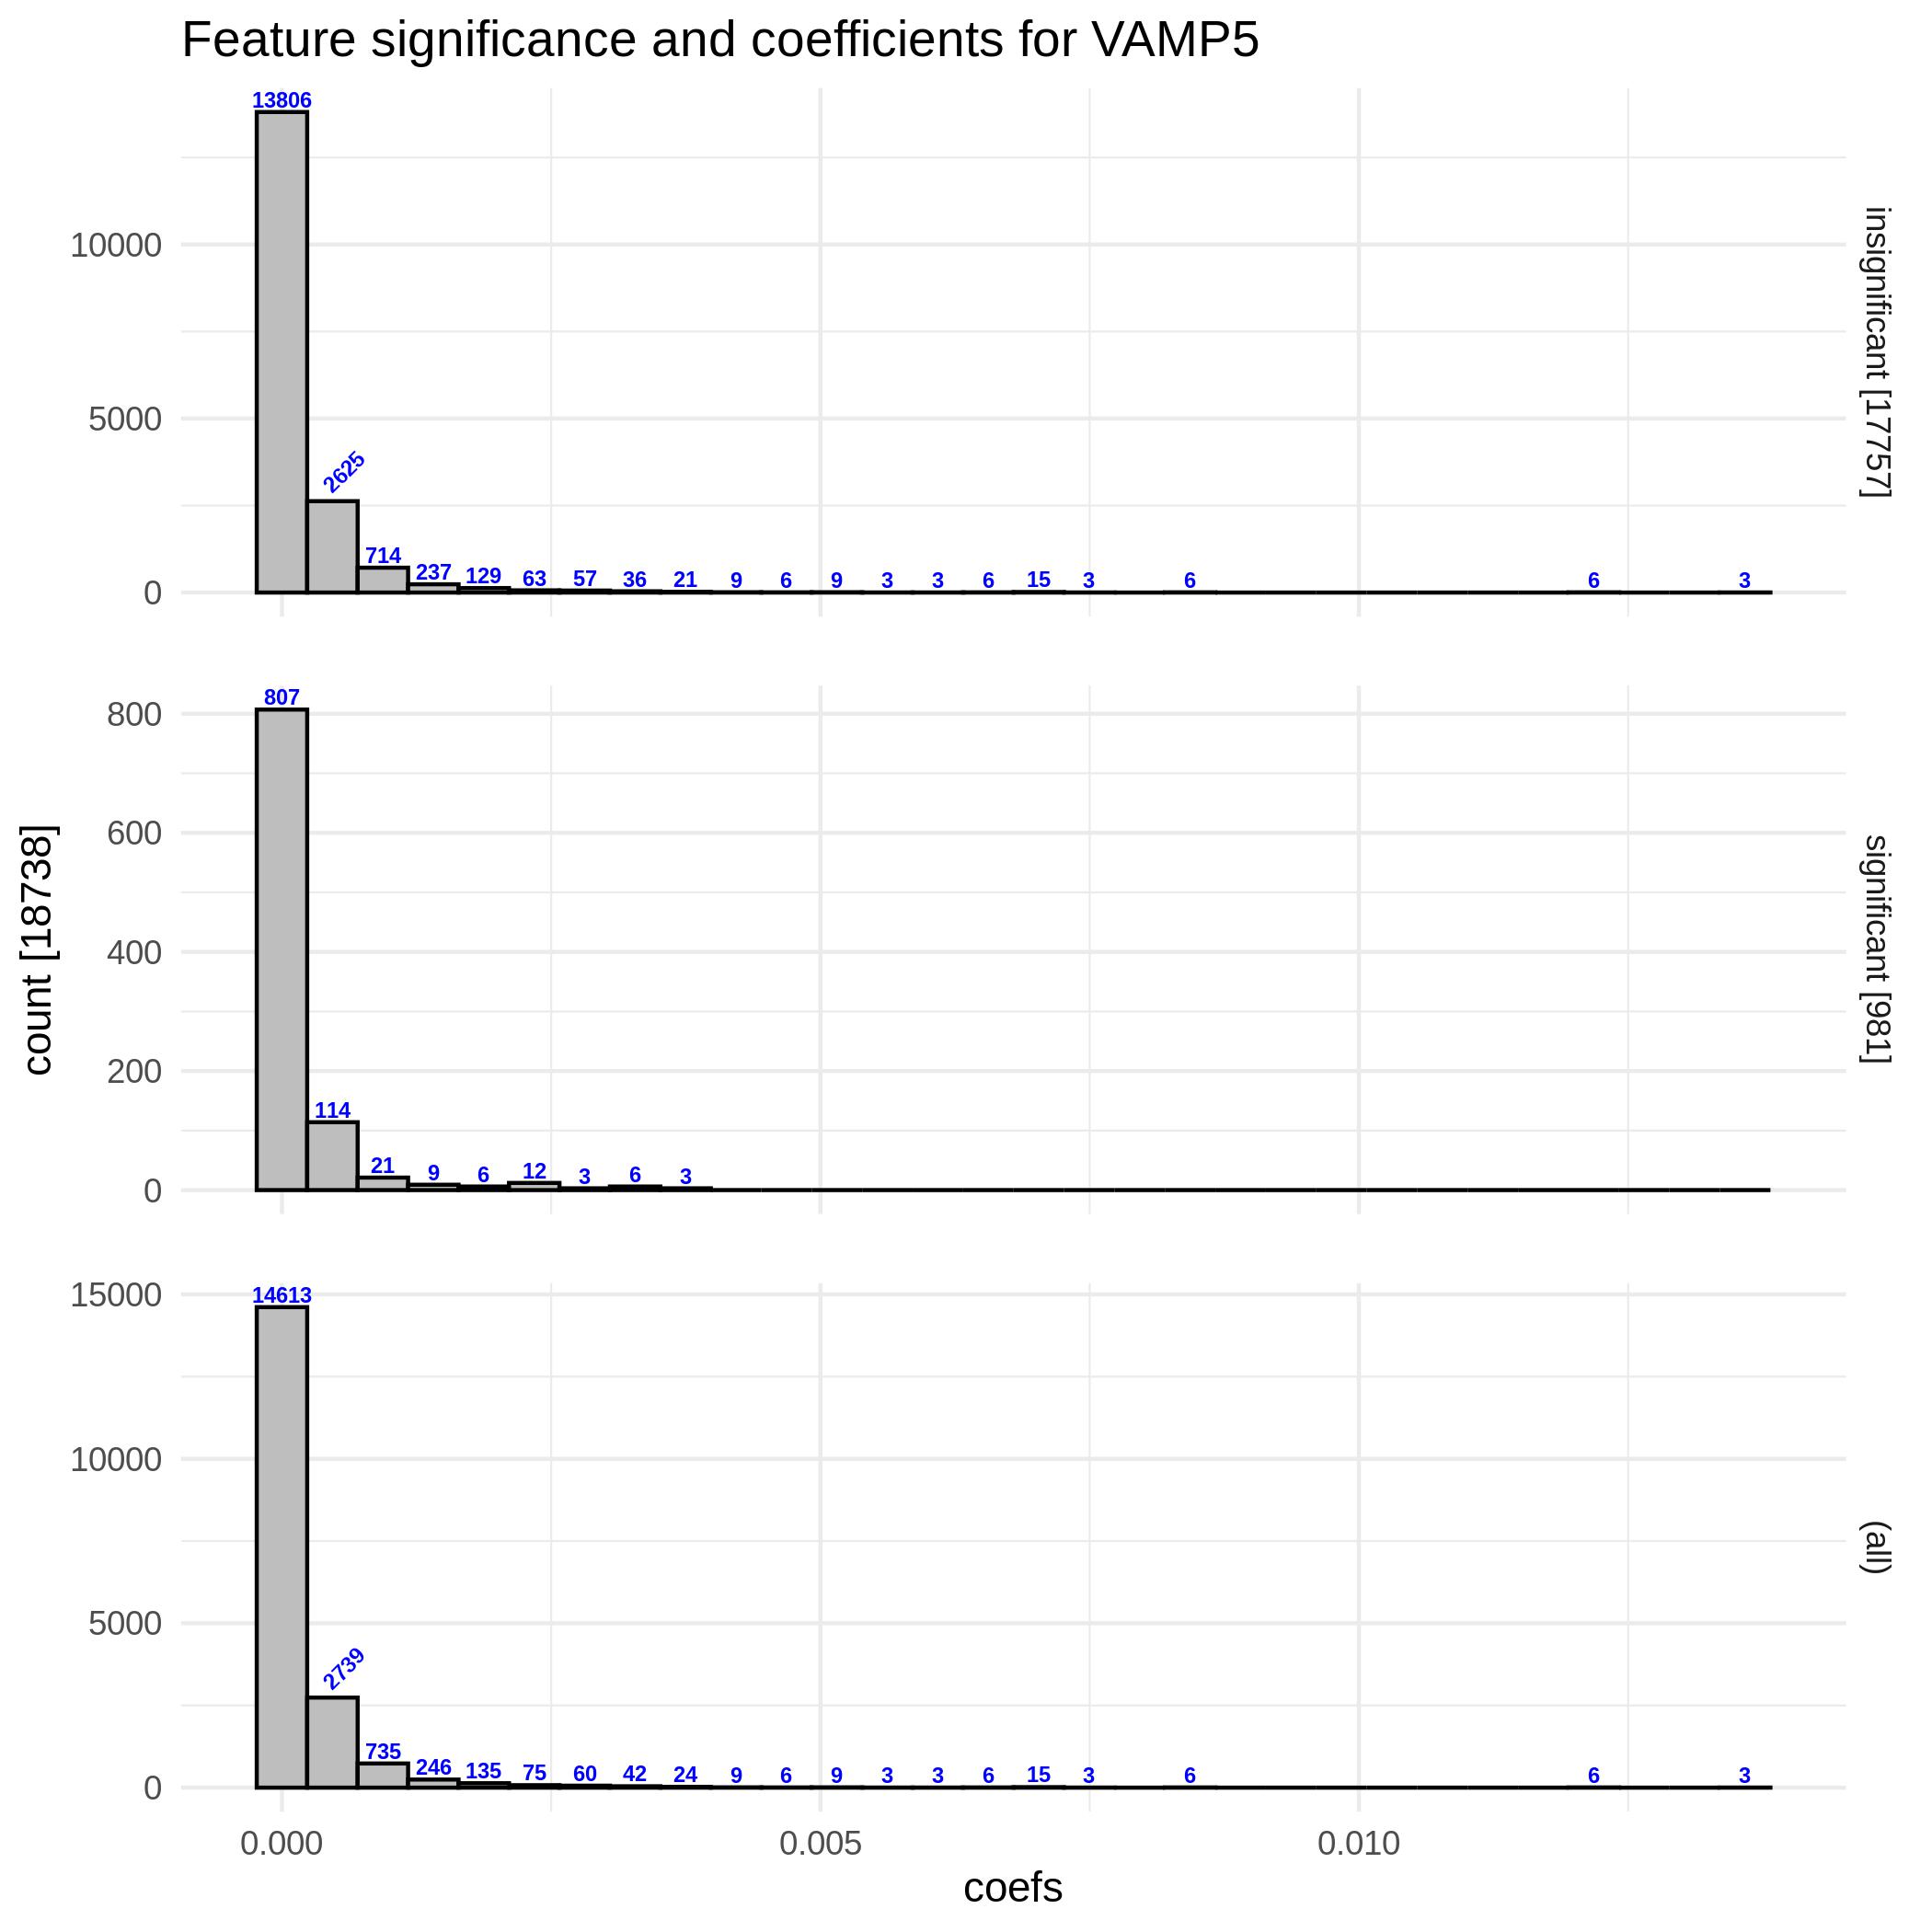 Feature significance and coefficients for VAMP5
13806
2625
714
237 129 63 57 36 21 9 6 9 3 3 6 15 3 6 6 3
10000
5000
0
insignificant [17757]
807
114
21 9 6 12 3 6 3
800
600
400
200
0
significant [981]
count [18738]
14613
2739
735
246 135 75 60 42 24 9 6 9 3 3 6 15 3 6 6 3
15000
10000
5000
0
(all)
0.000 0.005 0.010
coefs